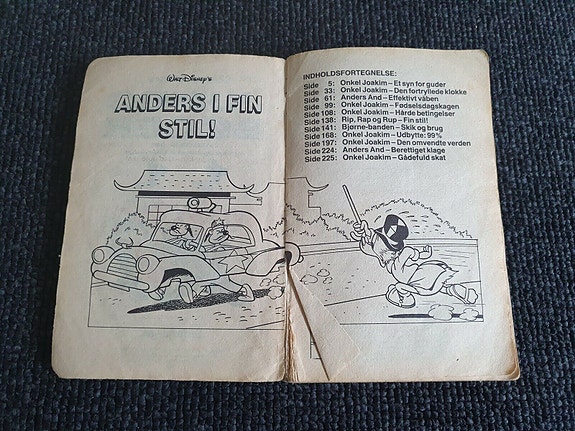 WALT DISNEY'S
ANDERS I FIN
STIL!
INDHOLDSFORTEGNELSE:
Side 5: Onkel Joakim – Et syn for guder
Side 33: Onkel Joakim – Den fortryllede klokke
Side 61: Anders And – Effektivt våben
Side 99: Onkel Joakim – Fødselsdagskagen
Side 108: Onkel Joakim – Hårde betingelser
Side 138: Rip, Rap og Rup – Fin stil!
Side 141: Bjørne-banden – Skik og brug
Side 168: Onkel Joakim – Udbytte: 99%
Side 197: Onkel Joakim – Den omvendte verden
Side 224: Anders And – Berettiget klage
Side 225: Onkel Joakim – Gådefuld skat